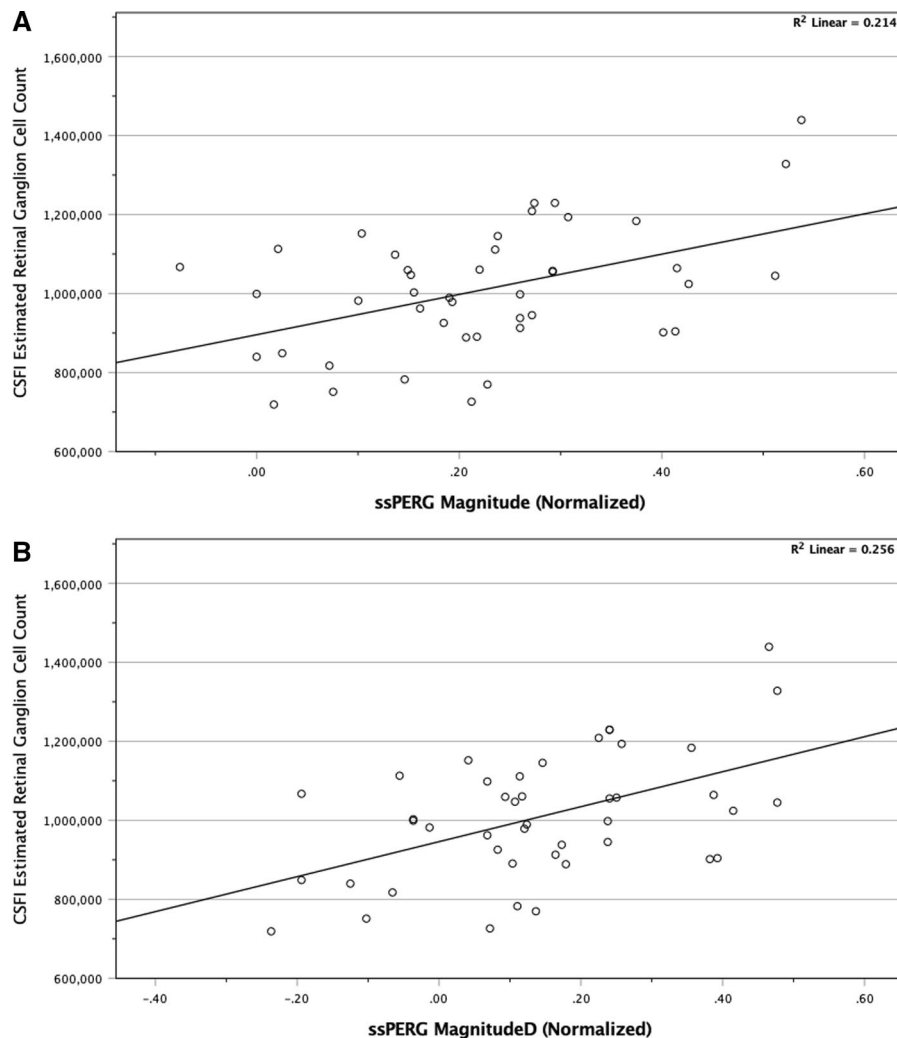 A
R² Linear = 0.214
CSFI Estimated Retinal Ganglion Cell Count
1,600,000
1,400,000
1,200,000
1,000,000
800,000
600,000
.00 .20 .40 .60
ssPERG Magnitude (Normalized)
B
R² Linear = 0.256
CSFI Estimated Retinal Ganglion Cell Count
1,600,000
1,400,000
1,200,000
1,000,000
800,000
600,000
-.40 -.20 .00 .20 .40 .60
ssPERG MagnitudeD (Normalized)